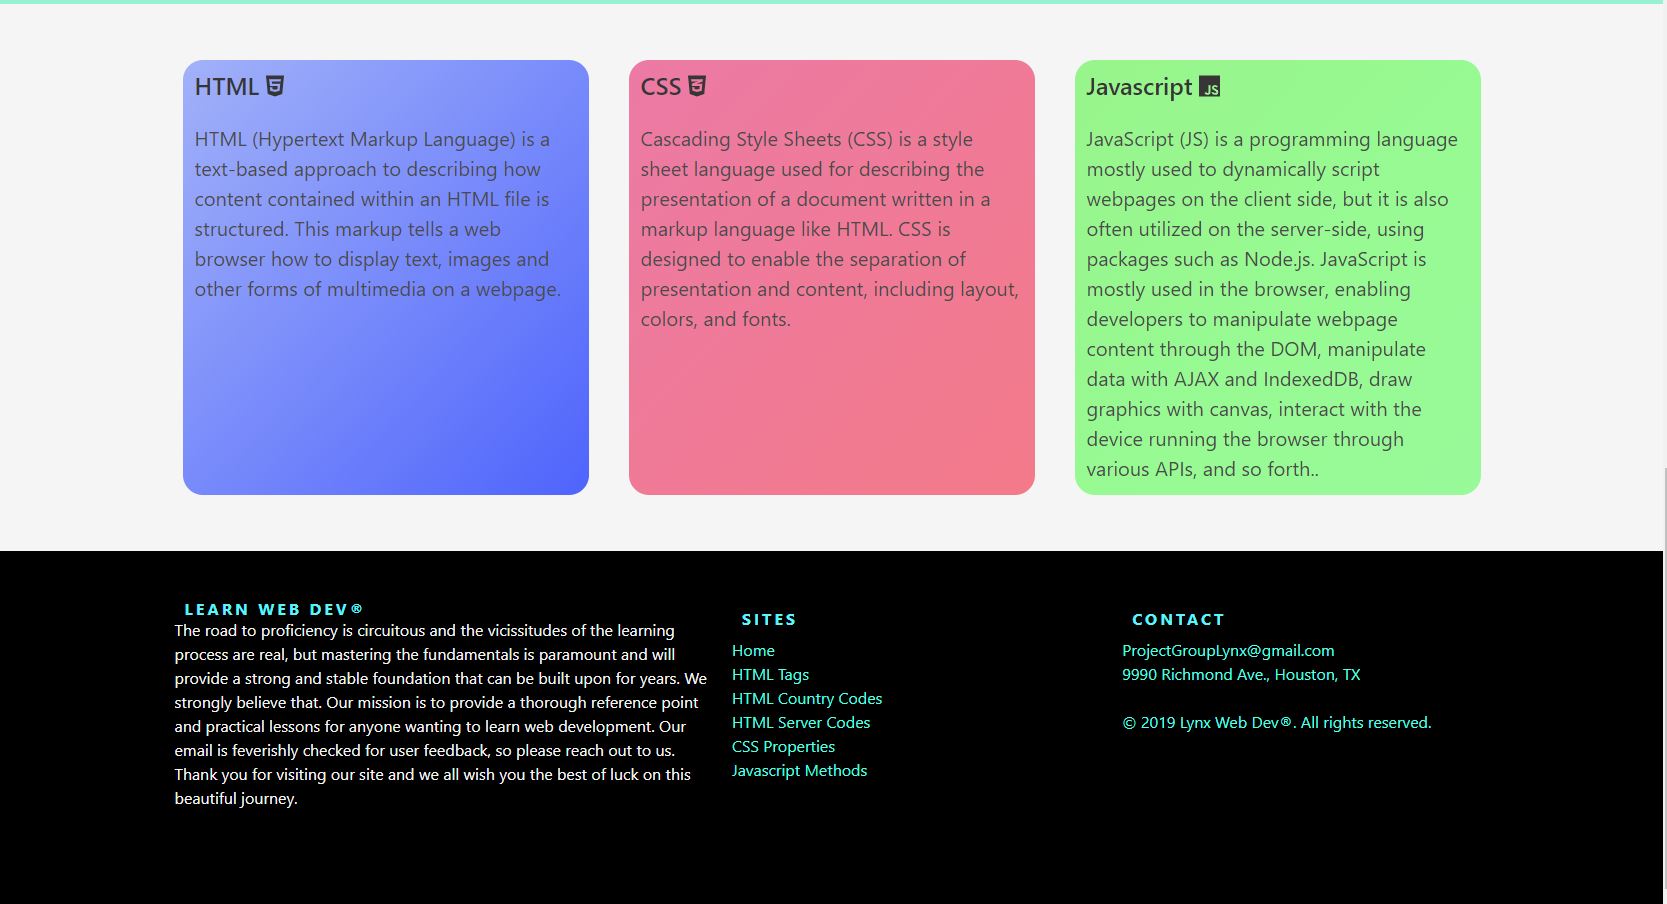 HTML
HTML (Hypertext Markup Language) is a
text-based approach to describing how
content contained within an HTML file is
structured. This markup tells a web
browser how to display text, images and
other forms of multimedia on a webpage.
CSS
Cascading Style Sheets (CSS) is a style
sheet language used for describing the
presentation of a document written in a
markup language like HTML. CSS is
designed to enable the separation of
presentation and content, including layout,
colors, and fonts.
Javascript JS
JavaScript (JS) is a programming language
mostly used to dynamically script
webpages on the client side, but it is also
often utilized on the server-side, using
packages such as Node.js. JavaScript is
mostly used in the browser, enabling
developers to manipulate webpage
content through the DOM, manipulate
data with AJAX and IndexedDB, draw
graphics with canvas, interact with the
device running the browser through
various APIs, and so forth..
LEARN WEB DEV®
The road to proficiency is circuitous and the vicissitudes of the learning
process are real, but mastering the fundamentals is paramount and will
provide a strong and stable foundation that can be built upon for years. We
strongly believe that. Our mission is to provide a thorough reference point
and practical lessons for anyone wanting to learn web development. Our
email is feverishly checked for user feedback, so please reach out to us.
Thank you for visiting our site and we all wish you the best of luck on this
beautiful journey.
SITES
Home
HTML Tags
HTML Country Codes
HTML Server Codes
CSS Properties
Javascript Methods
CONTACT
ProjectGroupLynx@gmail.com
9990 Richmond Ave., Houston, TX
© 2019 Lynx Web Dev®. All rights reserved.